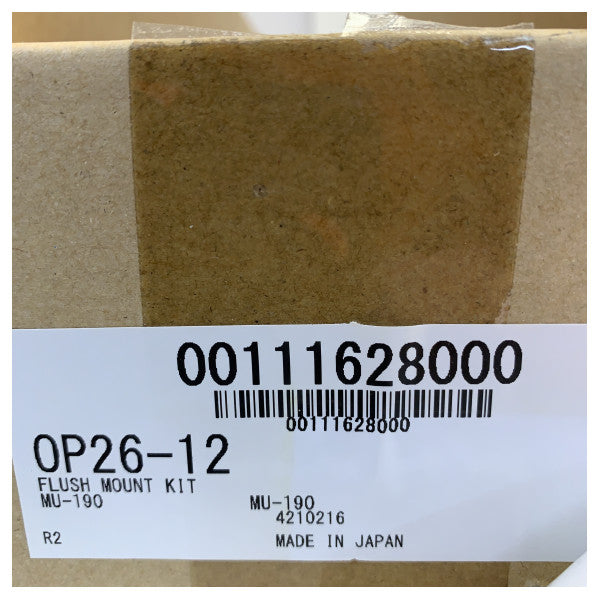 00111628000
00111628000
OP26-12
FLUSH MOUNT KIT
MU-190 MU-190
4210216
R2 MADE IN JAPAN